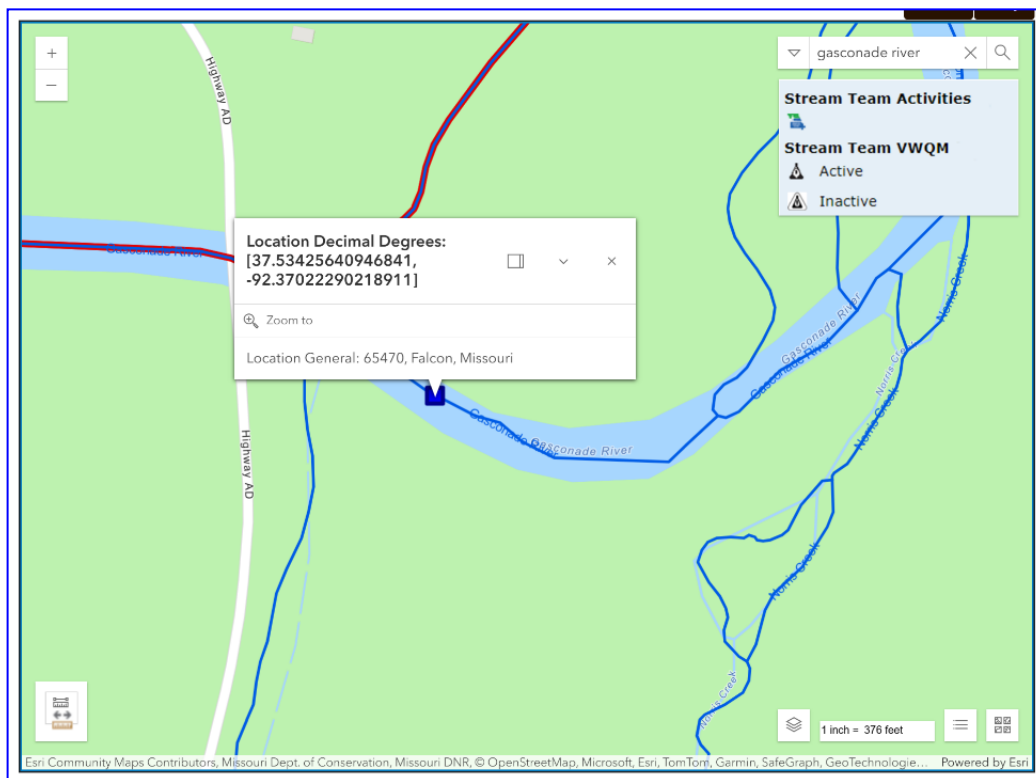 +
−
gasconade river
Stream Team Activities
Stream Team VWQM
Active
Inactive
Highway AD
Gasconade River
Location Decimal Degrees:
[37.53425640946841,
-92.37022290218911]
Zoom to
Location General: 65470, Falcon, Missouri
Norris Creek
Gasconade River
Gasconade River
Norris Creek
Norris Creek
Gasconade River
Gasconade River
Highway AD
Norris Creek
Norris Creek
1 inch = 376 feet
Esri Community Maps Contributors, Missouri Dept. of Conservation, Missouri DNR, © OpenStreetMap, Microsoft, Esri, TomTom, Garmin, SafeGraph, GeoTechnologie... Powered by Esri